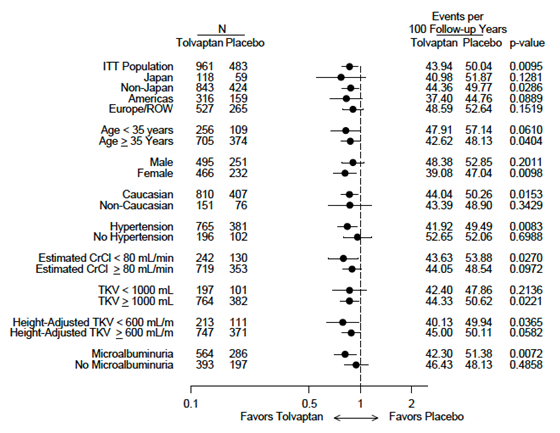 N
Events per
100 Follow-up Years
Tolvaptan Placebo
Tolvaptan Placebo p-value
ITT Population 961 483 43.94 50.04 0.0095
Japan 118 59 40.98 51.87 0.1281
Non-Japan 843 424 44.36 49.77 0.0286
Americas 316 159 37.40 44.76 0.0889
Europe/ROW 527 265 48.59 52.64 0.1519
Age < 35 years 256 109 47.91 57.14 0.0610
Age ≥ 35 Years 705 374 42.62 48.13 0.0404
Male 495 251 48.38 52.85 0.2011
Female 466 232 39.08 47.04 0.0098
Caucasian 810 407 44.04 50.26 0.0153
Non-Caucasian 151 76 43.39 48.90 0.3429
Hypertension 765 381 41.92 49.49 0.0083
No Hypertension 196 102 52.65 52.06 0.6988
Estimated CrCl < 80 mL/min 242 130 43.63 53.88 0.0270
Estimated CrCl ≥ 80 mL/min 719 353 44.05 48.54 0.0972
TKV < 1000 mL 197 101 42.40 47.86 0.2136
TKV ≥ 1000 mL 764 382 44.33 50.62 0.0221
Height-Adjusted TKV < 600 mL/m 213 111 40.13 49.94 0.0365
Height-Adjusted TKV ≥ 600 mL/m 747 371 45.00 50.11 0.0582
Microalbuminuria 564 286 42.30 51.38 0.0072
No Microalbuminuria 393 197 46.43 48.13 0.4858
0.1 0.5 1 2
Favors Tolvaptan Favors Placebo